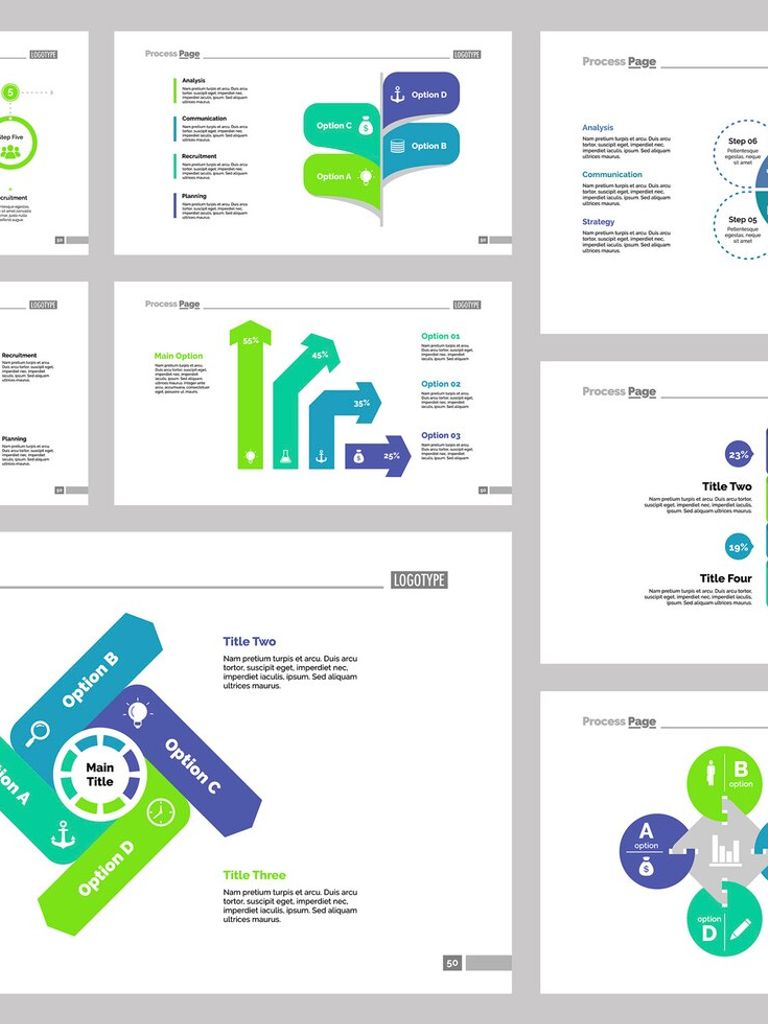 LOGOTYPE
5
Step Five
50
Process Page
LOGOTYPE
Analysis
Nam pretium turpis et arcu. Duis arcu
tortor, suscipit eget, imperdiet nec,
imperdiet iaculis, ipsum. Sed aliquam
ultrices maurus.
Communication
Nam pretium turpis et arcu. Duis arcu
tortor, suscipit eget, imperdiet nec,
imperdiet iaculis, ipsum. Sed aliquam
ultrices maurus.
Recruitment
Nam pretium turpis et arcu. Duis arcu
tortor, suscipit eget, imperdiet nec,
imperdiet iaculis, ipsum. Sed aliquam
ultrices maurus.
Planning
Nam pretium turpis et arcu. Duis arcu
tortor, suscipit eget, imperdiet nec,
imperdiet iaculis, ipsum. Sed aliquam
ultrices maurus.
Option D
Option C
$
Option B
Option A
50
Process Page
Analysis
Nam pretium turpis et arcu. Duis arcu
tortor, suscipit eget, imperdiet nec,
imperdiet iaculis, ipsum. Sed aliquam
ultrices mauris.
Communication
Nam pretium turpis et arcu. Duis arcu
tortor, suscipit eget, imperdiet nec,
imperdiet iaculis, ipsum. Sed aliquam
ultrices mauris.
Strategy
Nam pretium turpis et arcu. Duis arcu
tortor, suscipit eget, imperdiet nec,
imperdiet iaculis, ipsum. Sed aliquam
ultrices mauris.
Step 06
Pellentesque
egestas, neque
sit amet
Step 05
Pellentesque
egestas, neque
sit amet
LOGOTYPE
Recruitment
Planning
50
Process Page
LOGOTYPE
Main Option
55%
45%
35%
25%
$
Option 01
Option 02
Option 03
50
Process Page
23%
Title Two
Nam pretium turpis et arcu. Duis arcu tortor,
suscipit eget, imperdiet nec, imperdiet iaculis,
ipsum. Sed aliquam ultrices mauris.
19%
Title Four
Nam pretium turpis et arcu. Duis arcu tortor,
suscipit eget, imperdiet nec, imperdiet iaculis,
ipsum. Sed aliquam ultrices mauris.
LOGOTYPE
Option B
Option C
Option D
Main
Title
Title Two
Nam pretium turpis et arcu. Duis arcu
tortor, suscipit eget, imperdiet nec,
imperdiet iaculis, ipsum. Sed aliquam
ultrices maurus.
Title Three
Nam pretium turpis et arcu. Duis arcu
tortor, suscipit eget, imperdiet nec,
imperdiet iaculis, ipsum. Sed aliquam
ultrices maurus.
50
Process Page
B
option
A
option
$
option
D